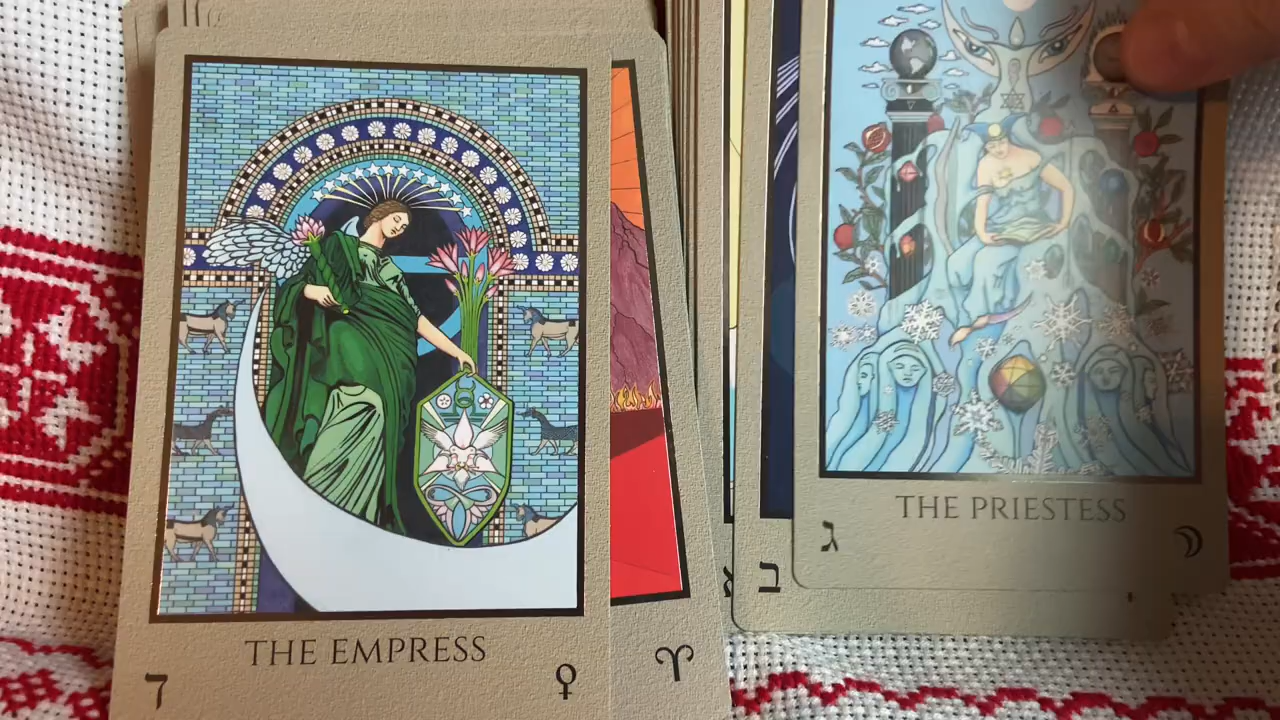 THE EMPRESS
ד ♀
♈
א
ב
THE PRIESTESS
ג ☽